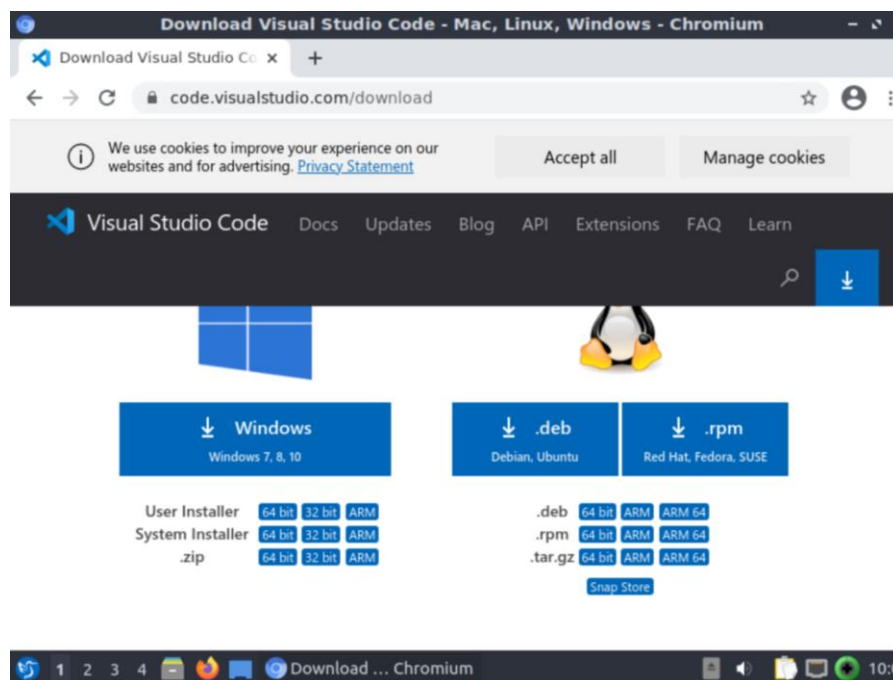 Download Visual Studio Code - Mac, Linux, Windows - Chromium
Download Visual Studio Co
code.visualstudio.com/download
We use cookies to improve your experience on our
websites and for advertising. Privacy Statement
Accept all
Manage cookies
Visual Studio Code Docs Updates Blog API Extensions FAQ Learn
Windows
Windows 7, 8, 10
.deb
Debian, Ubuntu
.rpm
Red Hat, Fedora, SUSE
User Installer 64 bit 32 bit ARM
System Installer 64 bit 32 bit ARM
.zip 64 bit 32 bit ARM
.deb 64 bit ARM ARM 64
.rpm 64 bit ARM ARM 64
.tar.gz 64 bit ARM ARM 64
Snap Store
1 2 3 4 Download ... Chromium